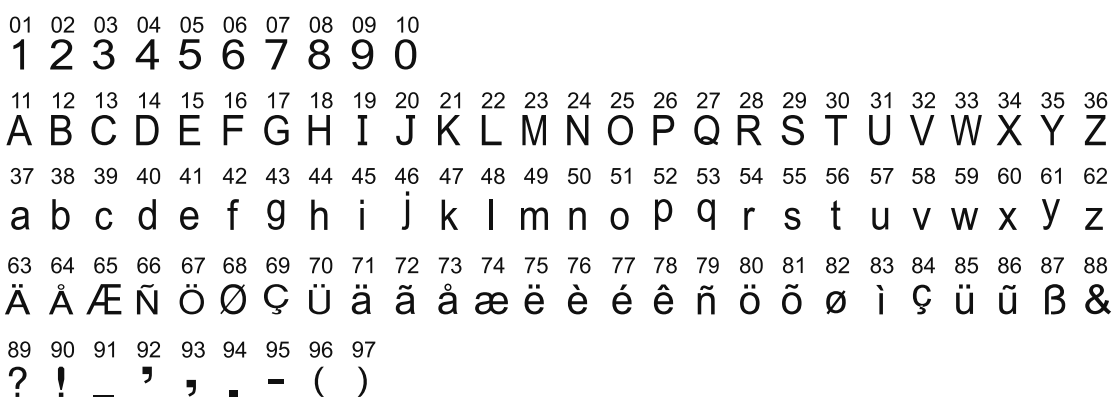 01 02 03 04 05 06 07 08 09 10
1 2 3 4 5 6 7 8 9 0
11 12 13 14 15 16 17 18 19 20 21 22 23 24 25 26 27 28 29 30 31 32 33 34 35 36
A B C D E F G H I J K L M N O P Q R S T U V W X Y Z
37 38 39 40 41 42 43 44 45 46 47 48 49 50 51 52 53 54 55 56 57 58 59 60 61 62
a b c d e f g h i j k l m n o p q r s t u v w x y z
63 64 65 66 67 68 69 70 71 72 73 74 75 76 77 78 79 80 81 82 83 84 85 86 87 88
Ä Å Æ Ñ Ö Ø Ç Ü ä ã å æ ë è é ê ñ ö õ ø ì ç ü ũ ß &
89 90 91 92 93 94 95 96 97
? ! _ ’ , . - ( )